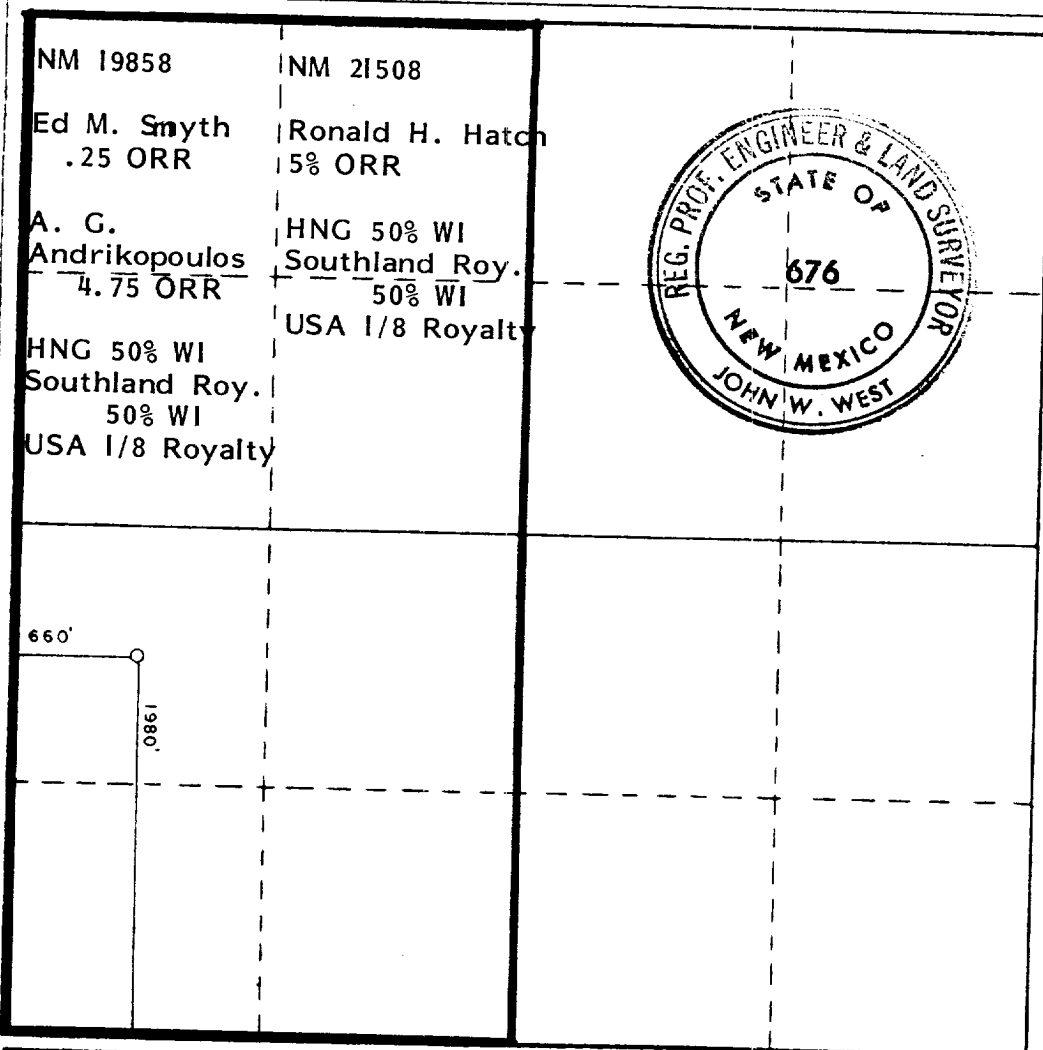 NM 19858
Ed M. Smyth
.25 ORR
A. G.
Andrikopoulos
4.75 ORR
HNG 50% WI
Southland Roy.
50% WI
USA 1/8 Royalty
NM 21508
Ronald H. Hatch
5% ORR
HNG 50% WI
Southland Roy.
50% WI
USA 1/8 Royalty
REG. PROF. ENGINEER & LAND SURVEYOR
STATE OF
676
NEW MEXICO
JOHN W. WEST
660'
1980'